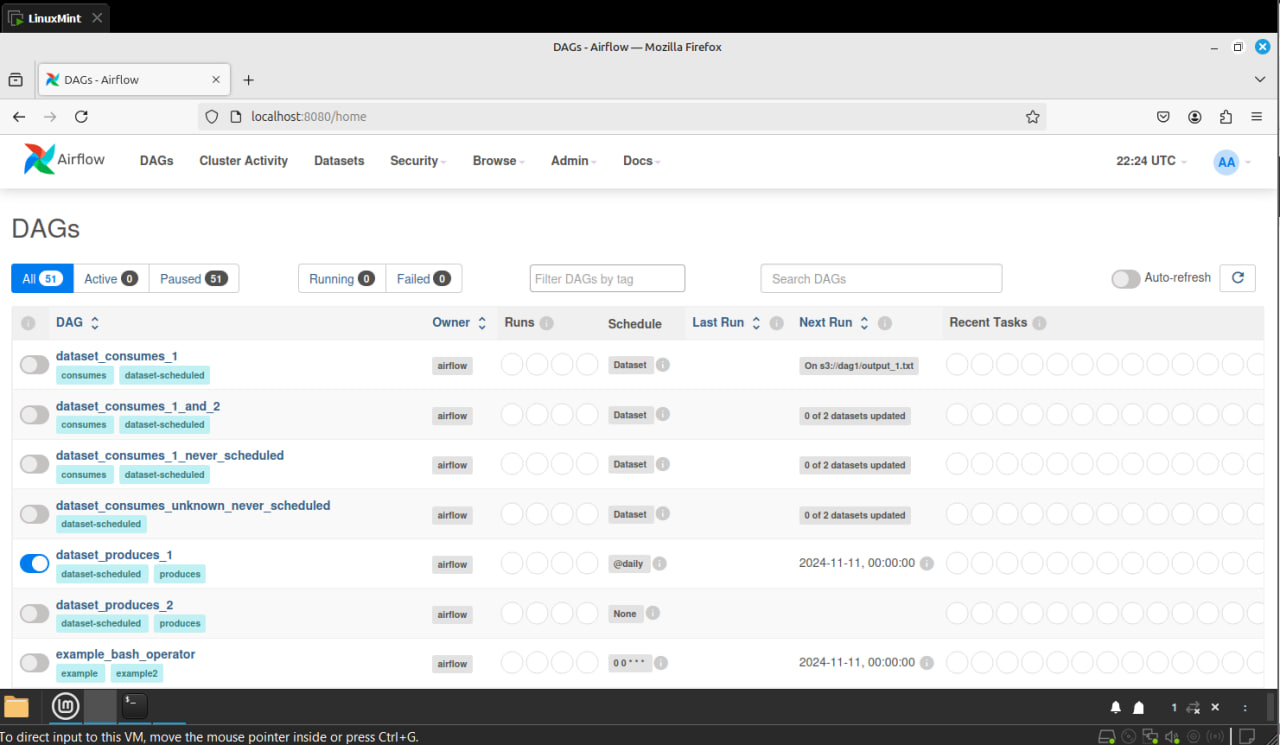 LinuxMint
DAGs - Airflow — Mozilla Firefox
DAGs - Airflow
localhost:8080/home
Airflow DAGs Cluster Activity Datasets Security Browse Admin Docs 22:24 UTC AA
DAGs
All 51 Active 0 Paused 51 Running 0 Failed 0 Filter DAGs by tag Search DAGs Auto-refresh
DAG Owner Runs Schedule Last Run Next Run Recent Tasks
dataset_consumes_1
consumes dataset-scheduled airflow Dataset On s3://dag1/output_1.txt
dataset_consumes_1_and_2
consumes dataset-scheduled airflow Dataset 0 of 2 datasets updated
dataset_consumes_1_never_scheduled
consumes dataset-scheduled airflow Dataset 0 of 2 datasets updated
dataset_consumes_unknown_never_scheduled
dataset-scheduled airflow Dataset 0 of 2 datasets updated
dataset_produces_1
dataset-scheduled produces airflow @daily 2024-11-11, 00:00:00
dataset_produces_2
dataset-scheduled produces airflow None
example_bash_operator
example example2 airflow 0 0 * * * 2024-11-11, 00:00:00
1
To direct input to this VM, move the mouse pointer inside or press Ctrl+G.